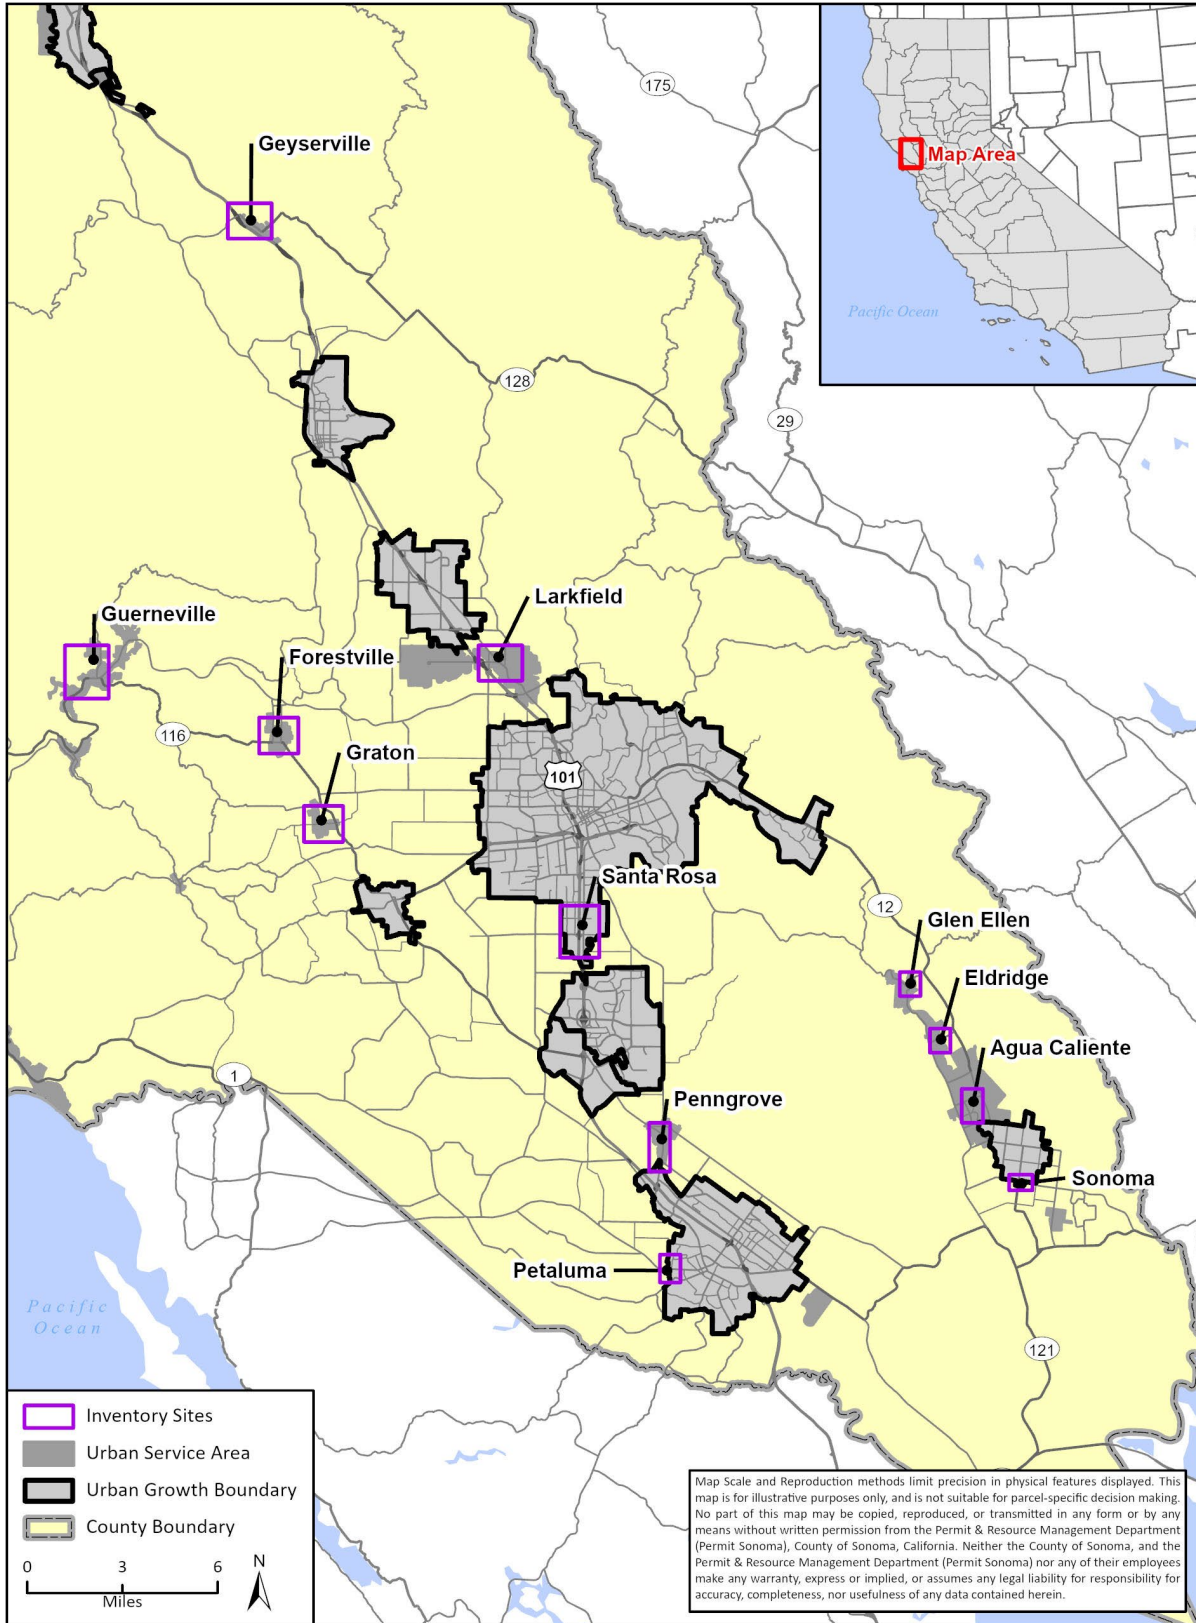 175
Map Area
Pacific Ocean
Geyserville
128
29
Larkfield
Guerneville
Forestville
116
Graton
101
Santa Rosa
12
Glen Ellen
Eldridge
Agua Caliente
1
Penngrove
Sonoma
Petaluma
Pacific
Ocean
121
Inventory Sites
Urban Service Area
Urban Growth Boundary
County Boundary
0 3 6
Miles
N
Map Scale and Reproduction methods limit precision in physical features displayed. This
map is for illustrative purposes only, and is not suitable for parcel-specific decision making.
No part of this map may be copied, reproduced, or transmitted in any form or by any
means without written permission from the Permit & Resource Management Department
(Permit Sonoma), County of Sonoma, California. Neither the County of Sonoma, and the
Permit & Resource Management Department (Permit Sonoma) nor any of their employees
make any warranty, express or implied, or assumes any legal liability for responsibility for
accuracy, completeness, nor usefulness of any data contained herein.